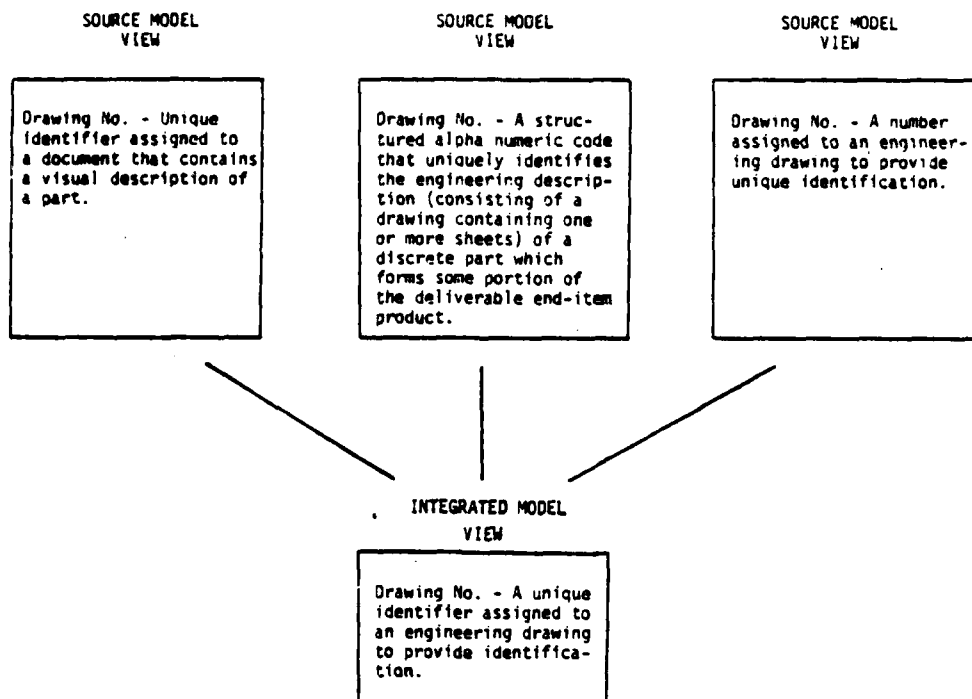 SOURCE MODEL
VIEW
Drawing No. - Unique
identifier assigned to
a document that contains
a visual description of
a part.
SOURCE MODEL
VIEW
Drawing No. - A struc-
tured alpha numeric code
that uniquely identifies
the engineering descrip-
tion (consisting of a
drawing containing one
or more sheets) of a
discrete part which
forms some portion of
the deliverable end-item
product.
SOURCE MODEL
VIEW
Drawing No. - A number
assigned to an engineer-
ing drawing to provide
unique identification.
INTEGRATED MODEL
VIEW
Drawing No. - A unique
identifier assigned to
an engineering drawing
to provide identifica-
tion.